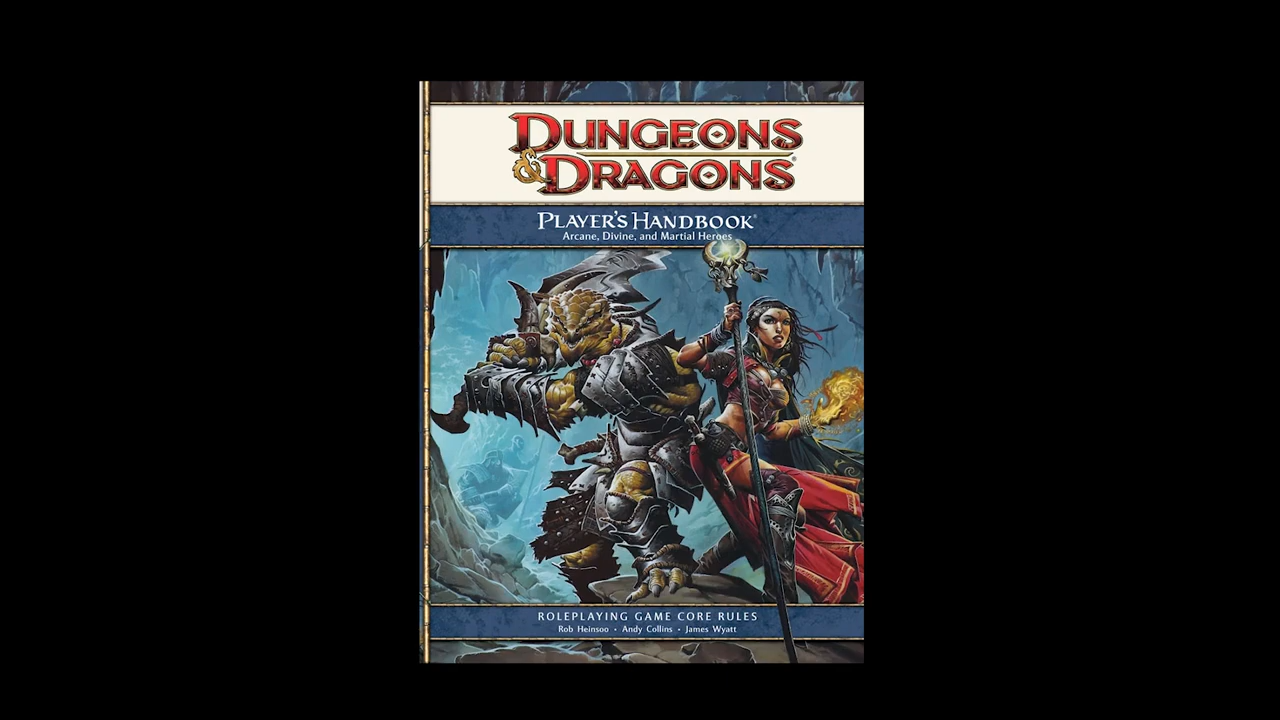 DUNGEONS
& DRAGONS®
PLAYER'S HANDBOOK®
Arcane, Divine, and Martial Heroes
ROLEPLAYING GAME CORE RULES
Rob Heinsoo • Andy Collins • James Wyatt